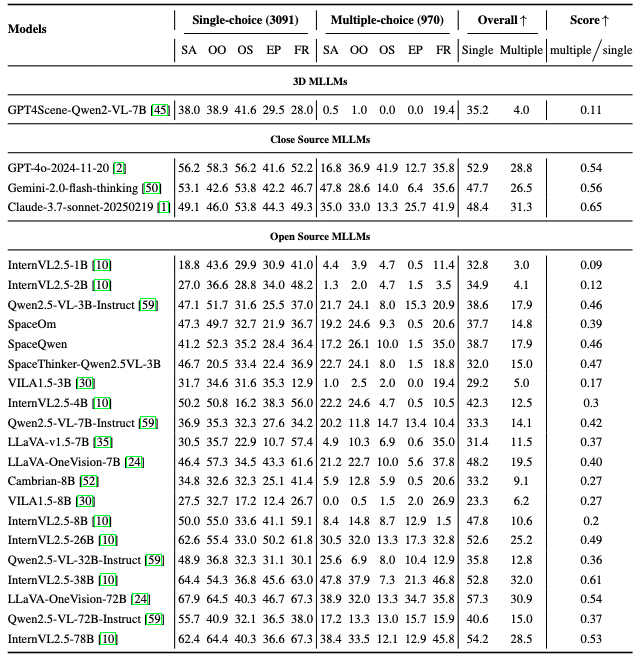 Models Single-choice (3091) Multiple-choice (970) Overall ↑ Score ↑
SA OO OS EP FR SA OO OS EP FR Single Multiple multiple/single
3D MLLMs
GPT4Scene-Qwen2-VL-7B [45] 38.0 38.9 41.6 29.5 28.0 0.5 1.0 0.0 0.0 19.4 35.2 4.0 0.11
Close Source MLLMs
GPT-4o-2024-11-20 [2] 56.2 58.3 56.2 41.6 52.2 16.8 36.9 41.9 12.7 35.8 52.9 28.8 0.54
Gemini-2.0-flash-thinking [50] 53.1 42.6 53.8 42.2 46.7 47.8 28.6 14.0 6.4 35.6 47.7 26.5 0.56
Claude-3.7-sonnet-20250219 [1] 49.1 46.0 53.8 44.3 49.3 35.0 33.0 13.3 25.7 41.9 48.4 31.3 0.65
Open Source MLLMs
InternVL2.5-1B [10] 18.8 43.6 29.9 30.9 41.0 4.4 3.9 4.7 0.5 11.4 32.8 3.0 0.09
InternVL2.5-2B [10] 27.0 36.6 28.8 34.0 48.2 1.3 2.0 4.7 1.5 3.5 34.9 4.1 0.12
Qwen2.5-VL-3B-Instruct [59] 47.1 51.7 31.6 25.5 37.0 21.7 24.1 8.0 15.3 20.9 38.6 17.9 0.46
SpaceOm 47.3 49.7 32.7 21.9 36.7 19.2 24.6 9.3 0.5 20.6 37.7 14.8 0.39
SpaceQwen 41.2 52.3 35.2 28.4 36.4 17.2 26.1 10.0 1.5 35.0 38.7 17.9 0.46
SpaceThinker-Qwen2.5VL-3B 46.7 20.5 33.4 22.4 36.9 22.7 24.1 8.0 1.5 18.8 32.0 15.0 0.47
VILA1.5-3B [30] 31.7 34.6 31.6 35.3 12.9 1.0 2.5 2.0 0.0 19.4 29.2 5.0 0.17
InternVL2.5-4B [10] 50.2 50.8 16.2 38.3 56.0 22.2 24.6 4.7 0.5 10.5 42.3 12.5 0.3
Qwen2.5-VL-7B-Instruct [59] 36.9 35.3 32.3 27.6 34.2 20.2 11.8 14.7 13.4 10.4 33.3 14.1 0.42
LLaVA-v1.5-7B [35] 30.5 35.7 22.9 10.7 57.4 4.9 10.3 6.9 0.6 35.0 31.4 11.5 0.37
LLaVA-OneVision-7B [24] 46.4 57.3 34.5 43.3 61.6 21.2 22.7 10.0 5.6 37.8 48.2 19.5 0.40
Cambrian-8B [52] 34.8 32.6 32.3 25.1 41.4 5.9 12.8 5.9 0.5 20.6 33.2 9.1 0.27
VILA1.5-8B [30] 27.5 32.7 17.2 12.4 26.7 0.0 0.5 1.5 2.0 26.9 23.3 6.2 0.27
InternVL2.5-8B [10] 50.0 55.0 33.6 41.1 59.1 8.4 14.8 8.7 12.9 1.5 47.8 10.6 0.2
InternVL2.5-26B [10] 62.6 55.4 33.0 50.2 61.8 30.5 32.0 13.3 17.3 32.8 52.6 25.2 0.49
Qwen2.5-VL-32B-Instruct [59] 48.9 36.8 32.3 31.1 30.1 25.6 6.9 8.0 10.4 12.9 35.8 12.8 0.36
InternVL2.5-38B [10] 64.4 54.3 36.8 45.6 63.0 47.8 37.9 7.3 21.3 46.8 52.8 32.0 0.61
LLaVA-OneVision-72B [24] 67.9 64.5 40.3 46.7 67.3 38.9 32.0 13.3 34.7 35.8 57.3 30.9 0.54
Qwen2.5-VL-72B-Instruct [59] 55.7 40.9 32.1 36.5 38.0 17.2 13.3 13.0 15.7 15.9 40.6 15.0 0.37
InternVL2.5-78B [10] 62.4 64.4 40.3 36.6 67.3 38.4 33.5 12.1 12.9 45.8 54.2 28.5 0.53